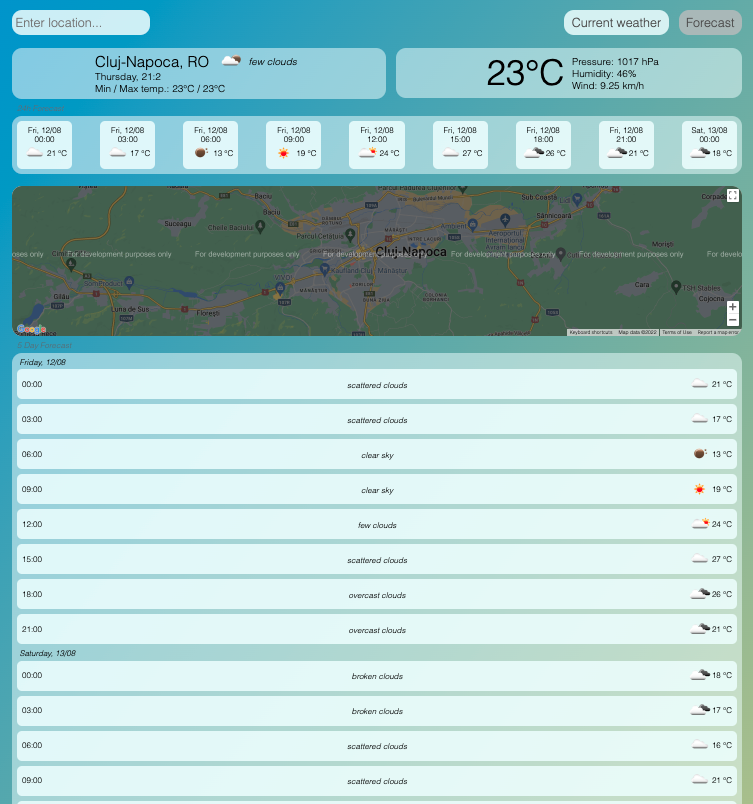 Enter location...
Current weather
Forecast
Cluj-Napoca, RO
few clouds
Thursday, 21:2
Min / Max temp.: 23°C / 23°C
23°C
Pressure: 1017 hPa
Humidity: 46%
Wind: 9.25 km/h
Fri, 12/08
00:00
21 °C
Fri, 12/08
03:00
17 °C
Fri, 12/08
06:00
13 °C
Fri, 12/08
09:00
19 °C
Fri, 12/08
12:00
24 °C
Fri, 12/08
15:00
27 °C
Fri, 12/08
18:00
26 °C
Fri, 12/08
21:00
21 °C
Sat, 13/08
00:00
18 °C
Baciu
Baciu
Sub Coastă
Suceagu
Cheile Baciului
Parcul Cetățuia
Sânnicoara
Aeroportul
Internațional
Avram Iancu
Cluj-Napoca
Moriști
oses only
For development purposes only
For development purposes only
For development purposes only
For development purposes only
For development purposes only
For develo
VIVO!
MĂNĂȘTUR
Gilău
Luna de Sus
Florești
Cara
TSH Stables
Cojocna
Google
Keyboard shortcuts
Map data ©2022
Terms of Use
Report a map error
5 Day Forecast
Friday, 12/08
00:00 scattered clouds 21 °C
03:00 scattered clouds 17 °C
06:00 clear sky 13 °C
09:00 clear sky 19 °C
12:00 few clouds 24 °C
15:00 scattered clouds 27 °C
18:00 overcast clouds 26 °C
21:00 overcast clouds 21 °C
Saturday, 13/08
00:00 broken clouds 18 °C
03:00 broken clouds 17 °C
06:00 scattered clouds 16 °C
09:00 scattered clouds 21 °C